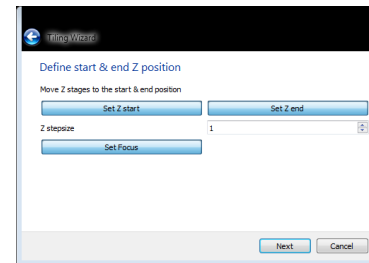 Tiling Wizard
Define start & end Z position
Move Z stages to the start & end position
Set Z start Set Z end
Z stepsize 1
Set Focus
Next Cancel